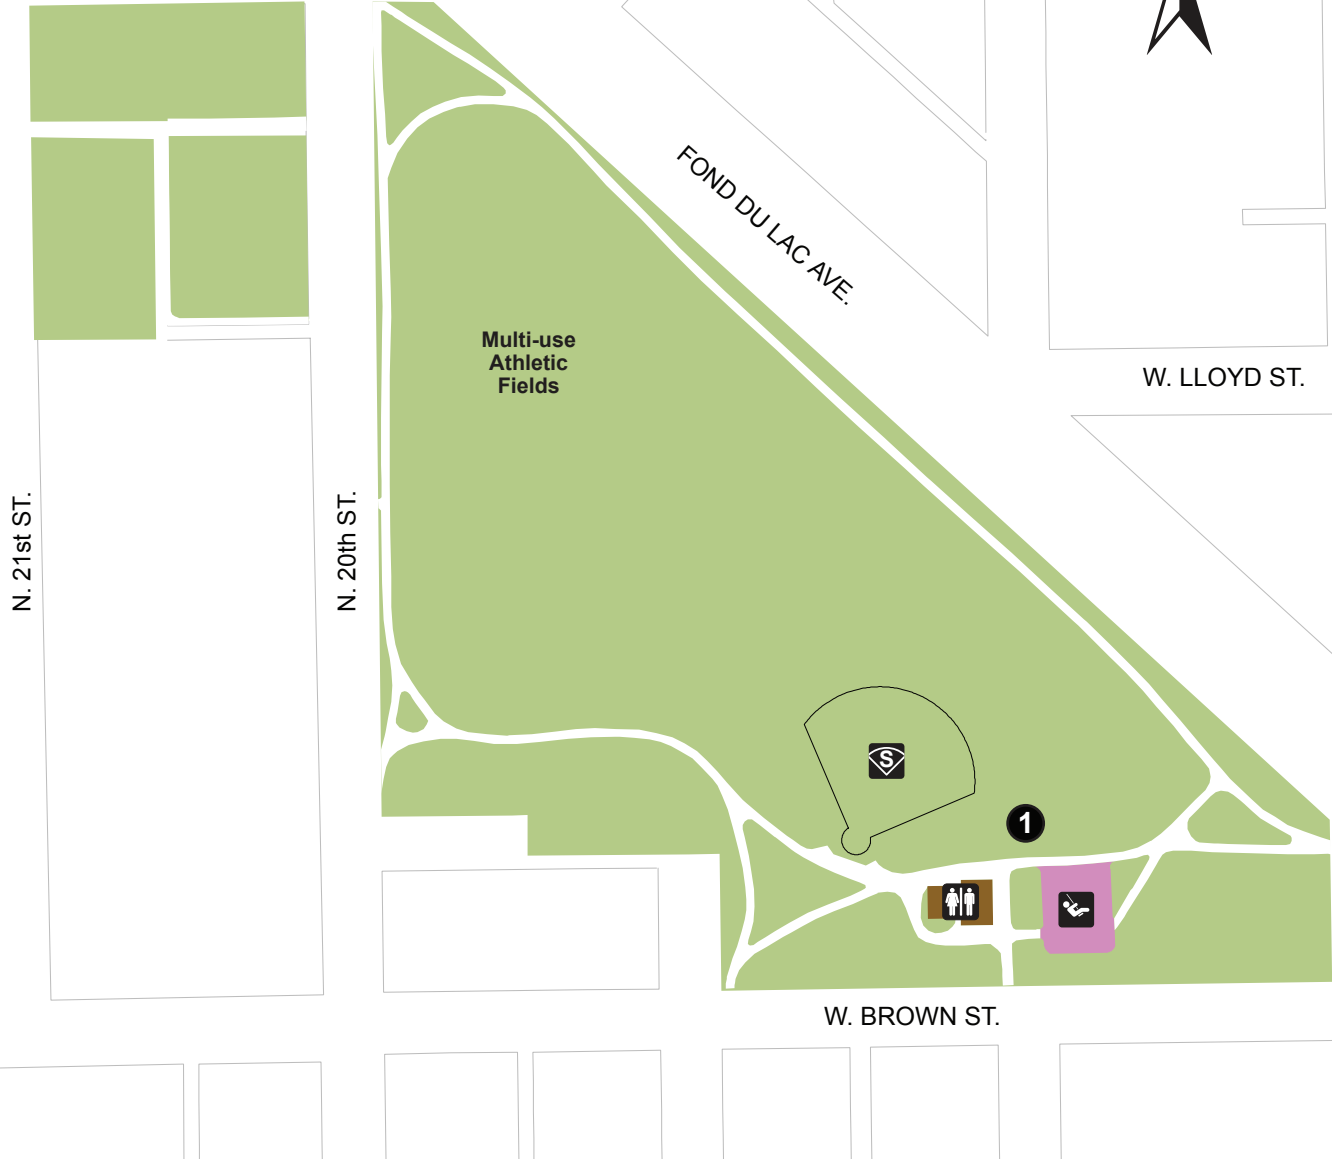 FOND DU LAC AVE.
Multi-use
Athletic
Fields
W. LLOYD ST.
N. 21st ST.
N. 20th ST.
S
1
W. BROWN ST.